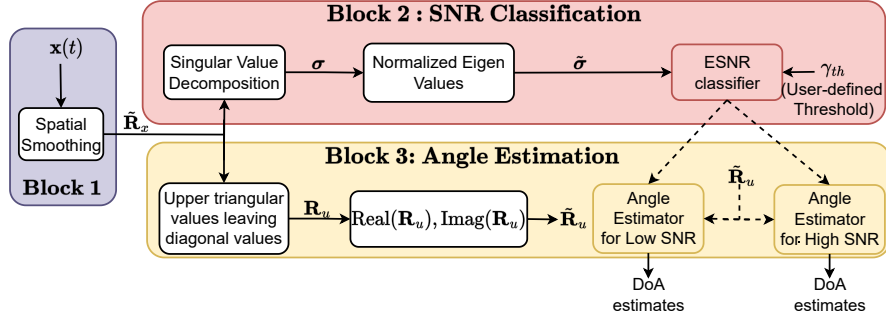 Block 2 : SNR Classification
x(t)
Singular Value
Decomposition
σ
Normalized Eigen
Values
σ̃
ESNR
classifier
γ_th
(User-defined
Threshold)
Spatial
Smoothing
R̃_x
Block 1
Block 3: Angle Estimation
Upper triangular
values leaving
diagonal values
R_u
Real(R_u), Imag(R_u)
R̃_u
Angle
Estimator
for Low SNR
R̃_u
Angle
Estimator
for High SNR
DoA
estimates
DoA
estimates